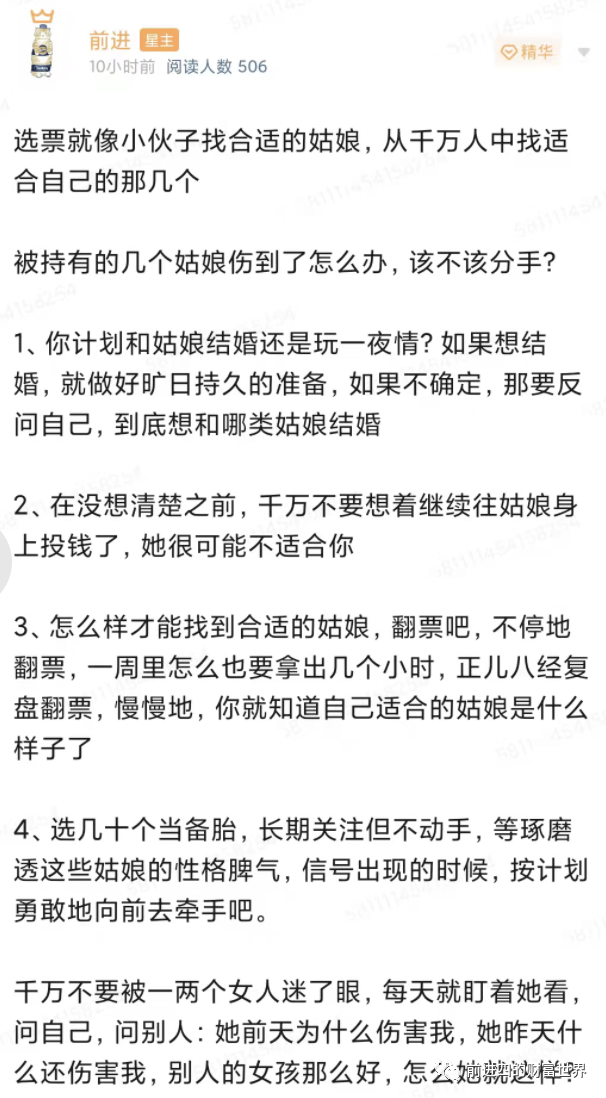 前进 星主
10小时前 阅读人数 506
精华
选票就像小伙子找合适的姑娘，从千万人中找适
合自己的那几个
被持有的几个姑娘伤到了怎么办，该不该分手？
1、你计划和姑娘结婚还是玩一夜情？如果想结
婚，就做好旷日持久的准备，如果不确定，那要反
问自己，到底想和哪类姑娘结婚
2、在没想清楚之前，千万不要想着继续往姑娘身
上投钱了，她很可能不适合你
3、怎么样才能找到合适的姑娘，翻票吧，不停地
翻票，一周里怎么也要拿出几个小时，正儿八经复
盘翻票，慢慢地，你就知道自己适合的姑娘是什么
样子了
4、选几十个当备胎，长期关注但不动手，等琢磨
透这些姑娘的性格脾气，信号出现的时候，按计划
勇敢地向前去牵手吧。
千万不要被一两个女人迷了眼，每天就盯着她看，
问自己，问别人：她前天为什么伤害我，她昨天什
么还伤害我，别人的女孩那么好，怎么她就这样？
前进四的财富世界